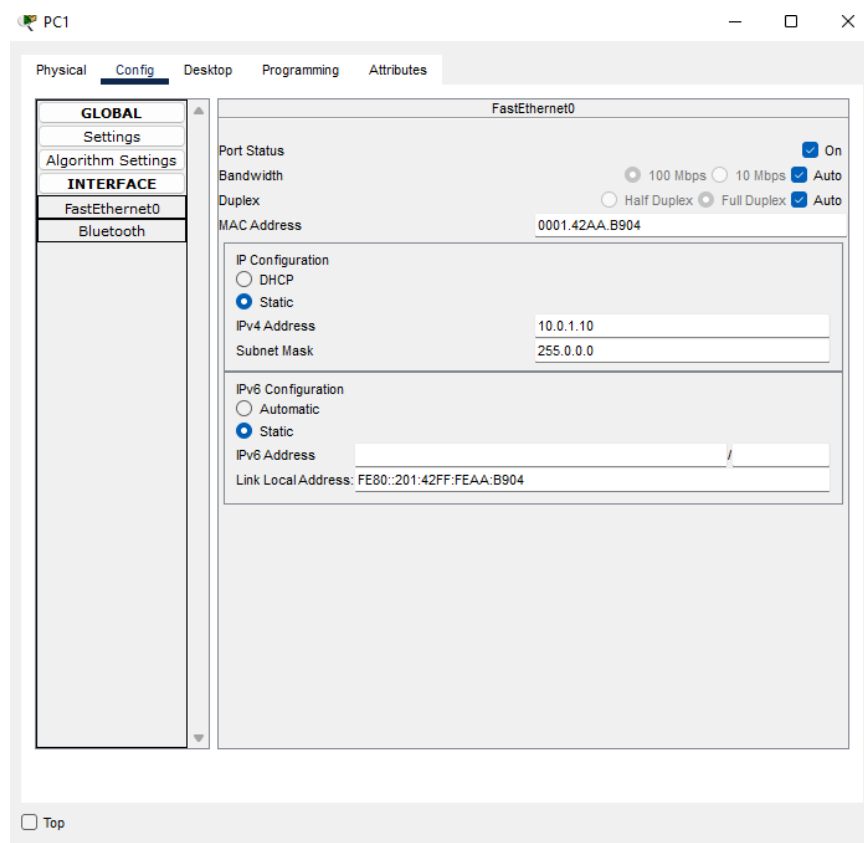 PC1
Physical Config Desktop Programming Attributes
GLOBAL
Settings
Algorithm Settings
INTERFACE
FastEthernet0
Bluetooth
FastEthernet0
Port Status On
Bandwidth 100 Mbps 10 Mbps Auto
Duplex Half Duplex Full Duplex Auto
MAC Address 0001.42AA.B904
IP Configuration
DHCP
Static
IPv4 Address 10.0.1.10
Subnet Mask 255.0.0.0
IPv6 Configuration
Automatic
Static
IPv6 Address /
Link Local Address: FE80::201:42FF:FEAA:B904
Top